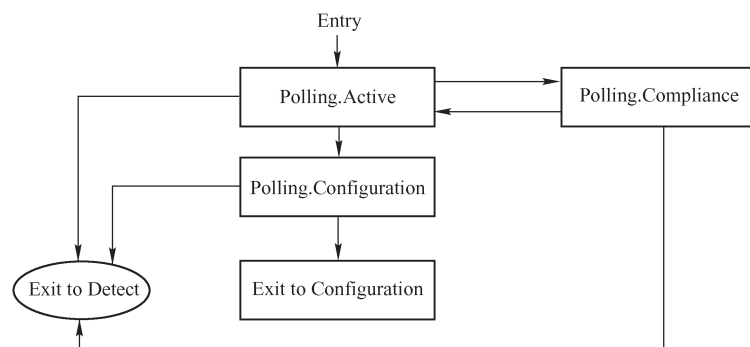 Entry
Polling.Active
Polling.Compliance
Polling.Configuration
Exit to Detect
Exit to Configuration